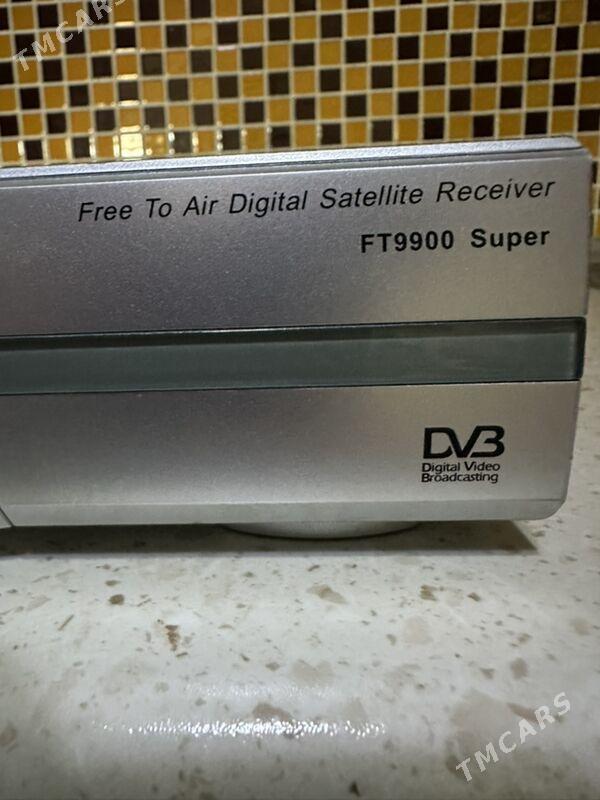 TMCARS
Free To Air Digital Satellite Receiver
FT9900 Super
DVB
Digital Video
Broadcasting
TMCARS